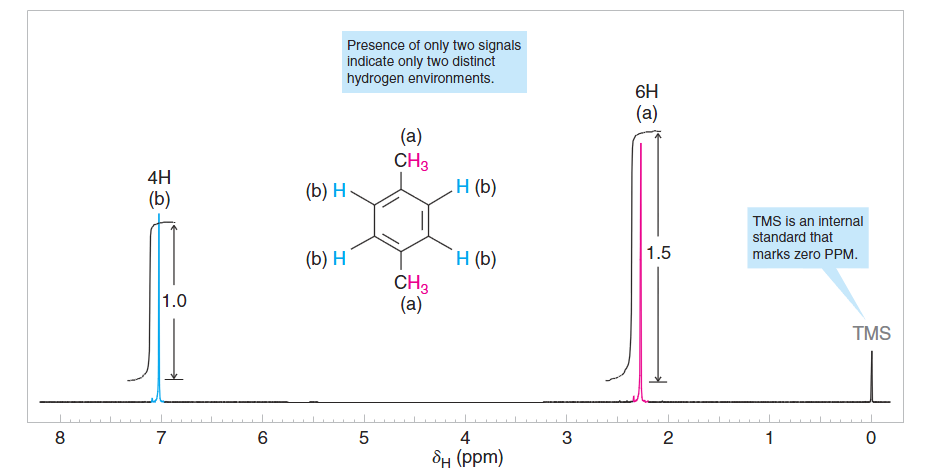 Presence of only two signals
indicate only two distinct
hydrogen environments.
6H
(a)
4H
(b)
(a)
CH3
(b) H
H (b)
(b) H
H (b)
CH3
(a)
1.0
1.5
TMS is an internal
standard that
marks zero PPM.
TMS
8 7 6 5 4 3 2 1 0
δH (ppm)